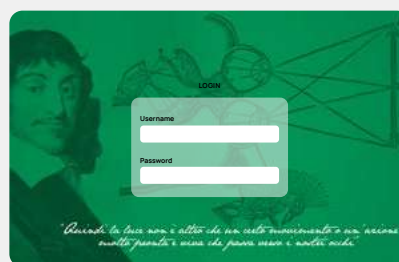 LOGIN
Username
Password
"Quindi la luce non è altro che un certo movimento o un'azione
molto pronta e viva che passa verso i nostri occhi"